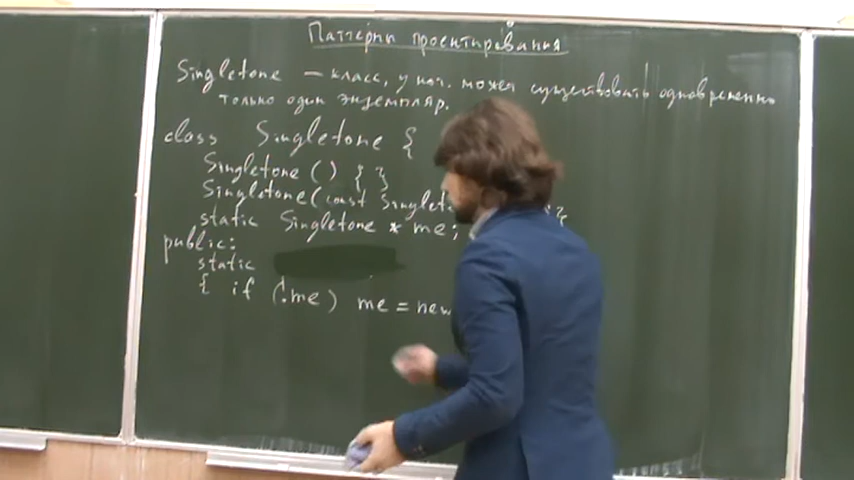 Паттерны проектирования
Singletone — класс, у кот. может существовать одновременно
только один экземпляр.
class Singletone {
Singletone () { }
Singletone (const Singlet }
static Singletone * me;
public:
static
{ if (!me) me = new